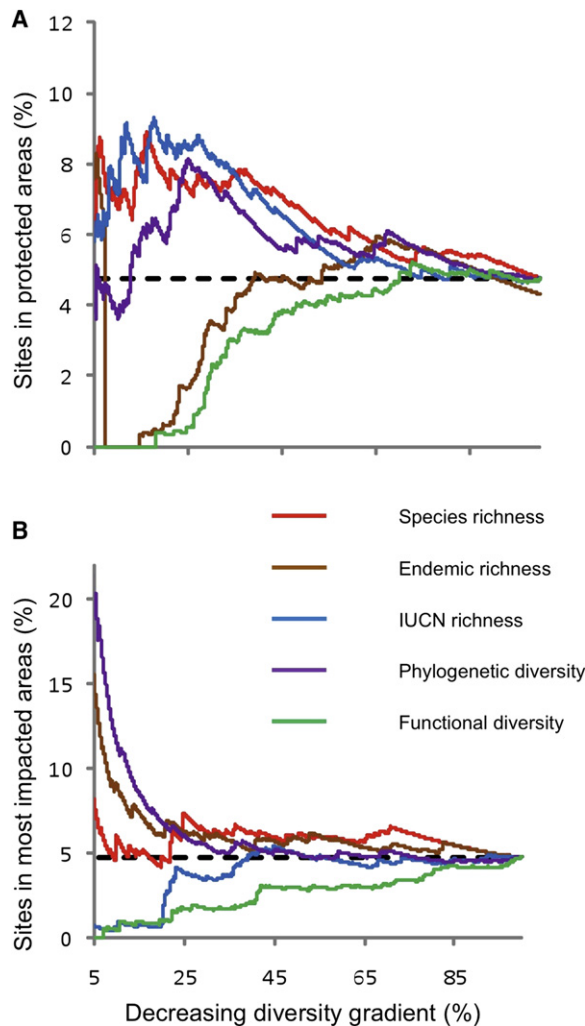 A
12
10
8
6
4
2
0
Sites in protected areas (%)
B
20
15
10
5
0
Sites in most impacted areas (%)
Species richness
Endemic richness
IUCN richness
Phylogenetic diversity
Functional diversity
5 25 45 65 85
Decreasing diversity gradient (%)